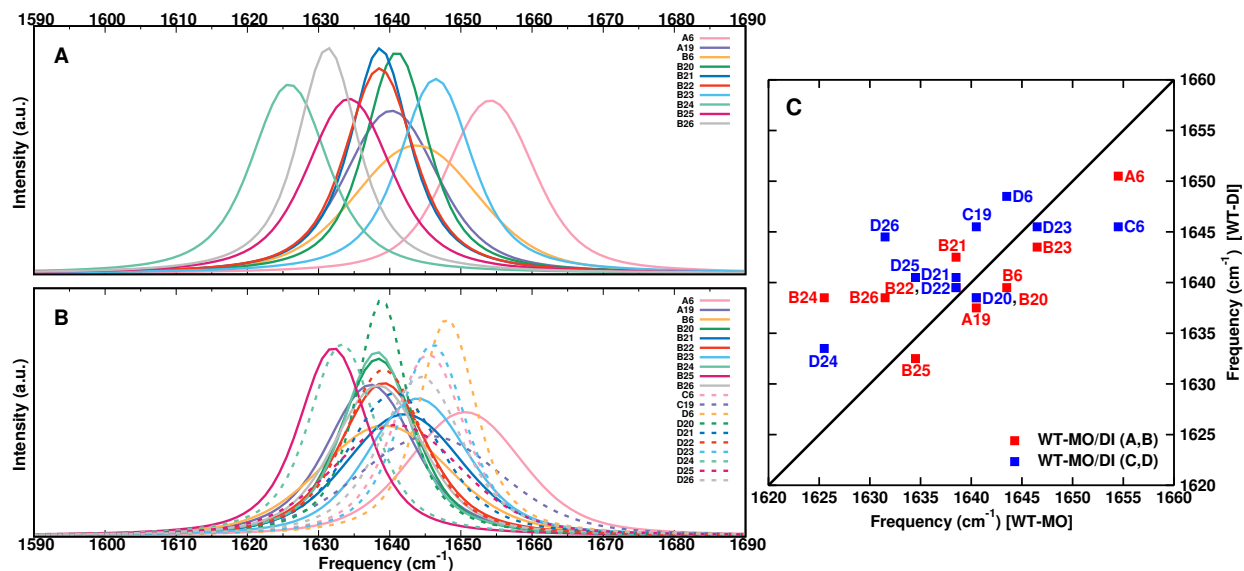 1590 1600 1610 1620 1630 1640 1650 1660 1670 1680 1690
A
Intensity (a.u.)
A6
A19
B6
B20
B21
B22
B23
B24
B25
B26
B
Intensity (a.u.)
A6
A19
B6
B20
B21
B22
B23
B24
B25
B26
C6
C19
D6
D20
D21
D22
D23
D24
D25
D26
1590 1600 1610 1620 1630 1640 1650 1660 1670 1680 1690
Frequency (cm-1)
C
A6
D6
C19
D23
C6
D26
B21
B23
D25
D21
B6
B24
B26
B22,D22
D20,B20
A19
D24
B25
WT-MO/DI (A,B)
WT-MO/DI (C,D)
1620 1625 1630 1635 1640 1645 1650 1655 1660
Frequency (cm-1) [WT-MO]
1660
1655
1650
1645
1640
1635
1630
1625
1620
Frequency (cm-1) [WT-DI]